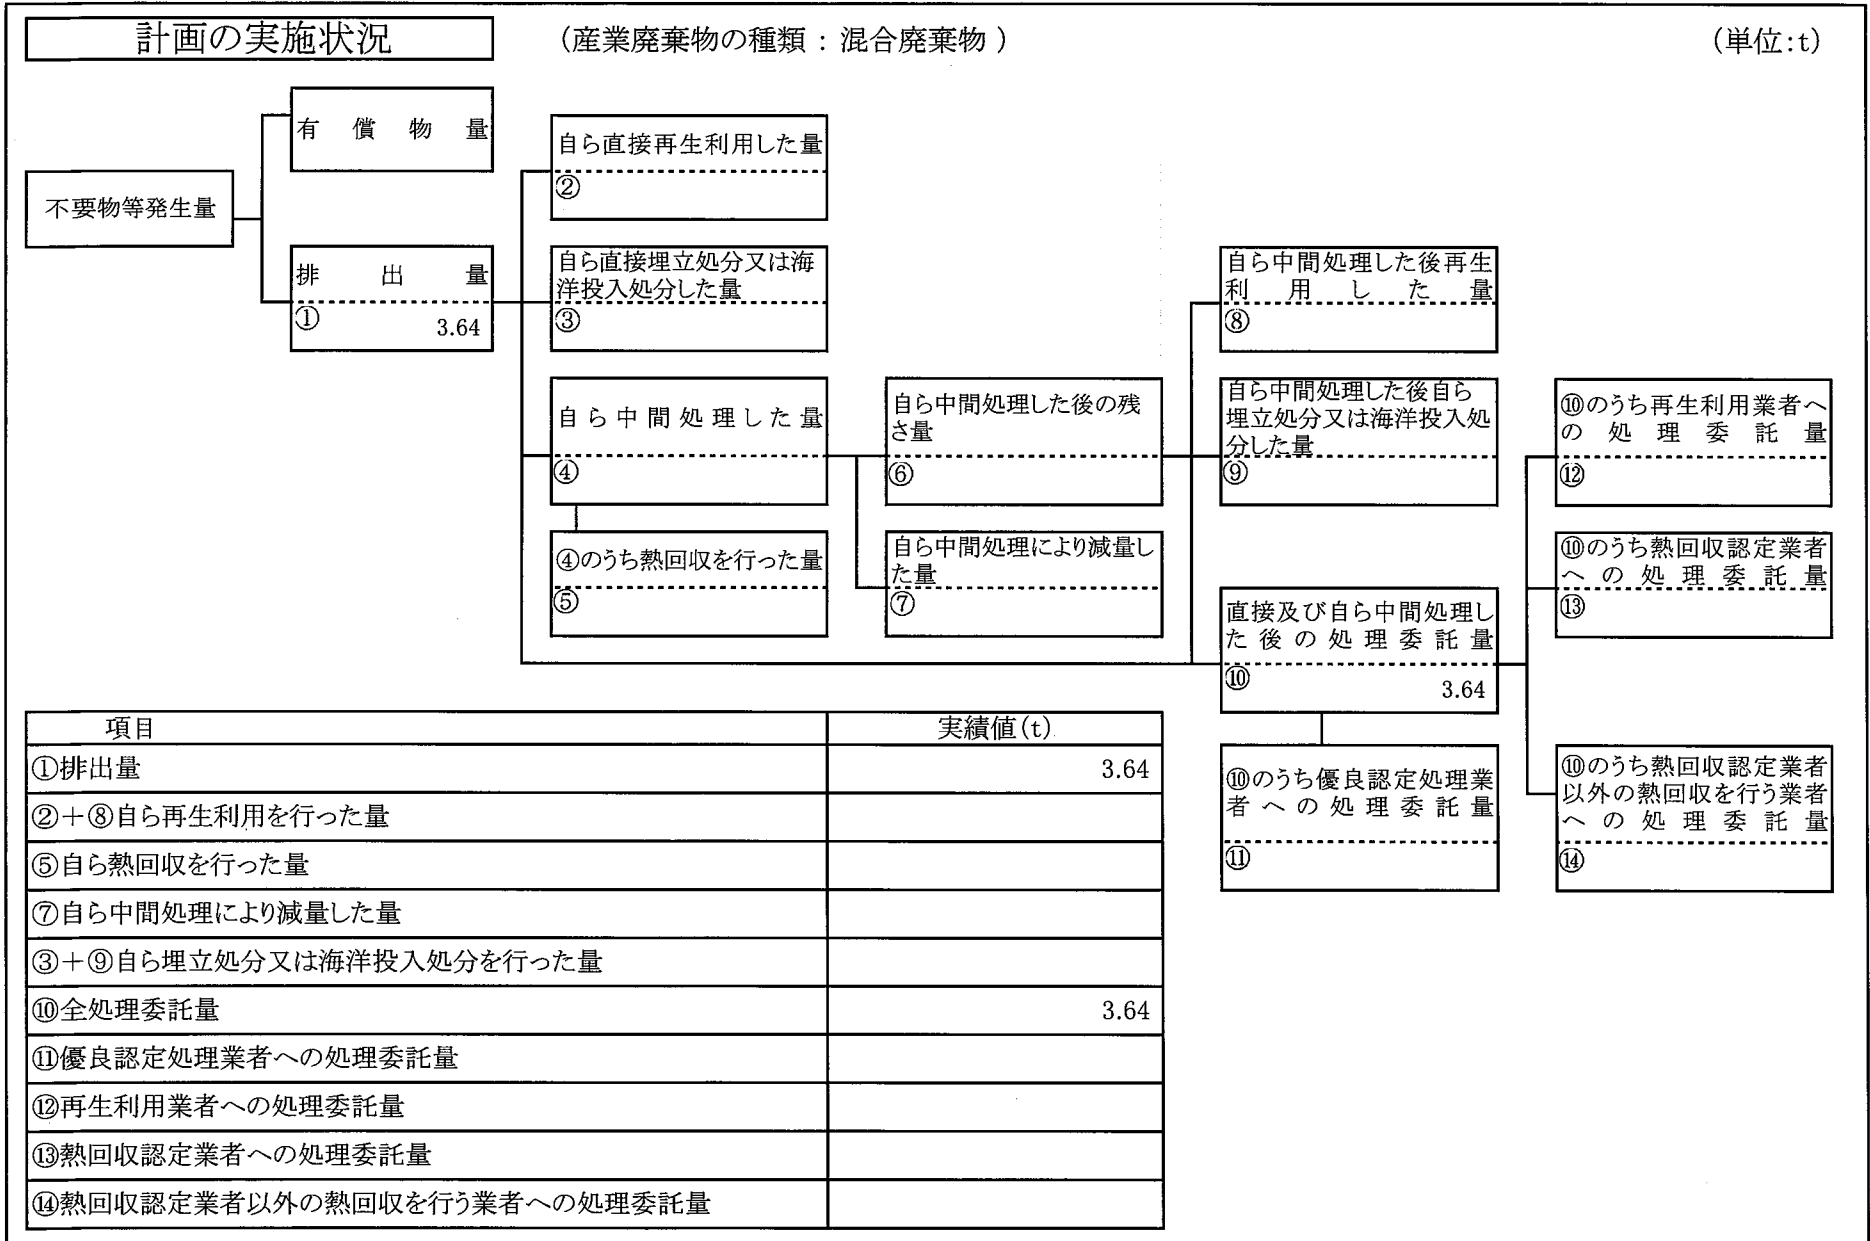 計画の実施状況
(産業廃棄物の種類：混合廃棄物 )
(単位:t)
不要物等発生量
有償物量
排出量
①
3.64
自ら直接再生利用した量
②
自ら直接埋立処分又は海
洋投入処分した量
③
自ら中間処理した量
④
④のうち熱回収を行った量
⑤
自ら中間処理した後の残
さ量
⑥
自ら中間処理により減量し
た量
⑦
自ら中間処理した後再生
利用した量
⑧
自ら中間処理した後自ら
埋立処分又は海洋投入処
分した量
⑨
直接及び自ら中間処理し
た後の処理委託量
⑩
3.64
⑩のうち優良認定処理業
者への処理委託量
⑪
⑩のうち再生利用業者へ
の処理委託量
⑫
⑩のうち熱回収認定業者
への処理委託量
⑬
⑩のうち熱回収認定業者
以外の熱回収を行う業者
への処理委託量
⑭
項目 実績値(t)
①排出量 3.64
②＋⑧自ら再生利用を行った量
⑤自ら熱回収を行った量
⑦自ら中間処理により減量した量
③＋⑨自ら埋立処分又は海洋投入処分を行った量
⑩全処理委託量 3.64
⑪優良認定処理業者への処理委託量
⑫再生利用業者への処理委託量
⑬熱回収認定業者への処理委託量
⑭熱回収認定業者以外の熱回収を行う業者への処理委託量